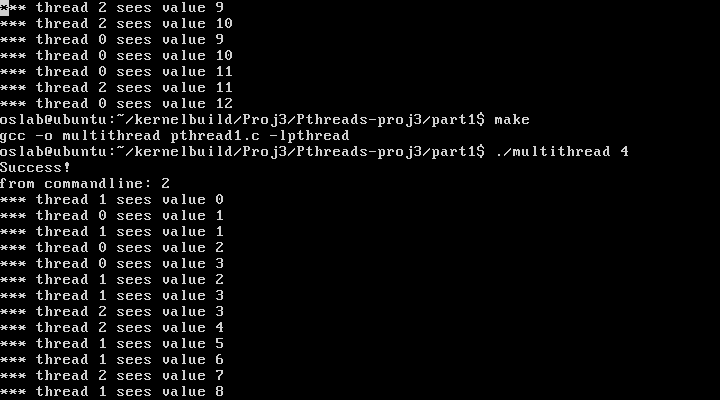 *** thread 2 sees value 9
*** thread 2 sees value 10
*** thread 0 sees value 9
*** thread 0 sees value 10
*** thread 0 sees value 11
*** thread 2 sees value 11
*** thread 0 sees value 12
oslab@ubuntu:~/kernelbuild/Proj3/Pthreads-proj3/part1$ make
gcc -o multithread pthread1.c -lpthread
oslab@ubuntu:~/kernelbuild/Proj3/Pthreads-proj3/part1$ ./multithread 4
Success!
from commandline: 2
*** thread 1 sees value 0
*** thread 0 sees value 1
*** thread 1 sees value 1
*** thread 0 sees value 2
*** thread 0 sees value 3
*** thread 1 sees value 2
*** thread 1 sees value 3
*** thread 2 sees value 3
*** thread 2 sees value 4
*** thread 1 sees value 5
*** thread 1 sees value 6
*** thread 2 sees value 7
*** thread 1 sees value 8